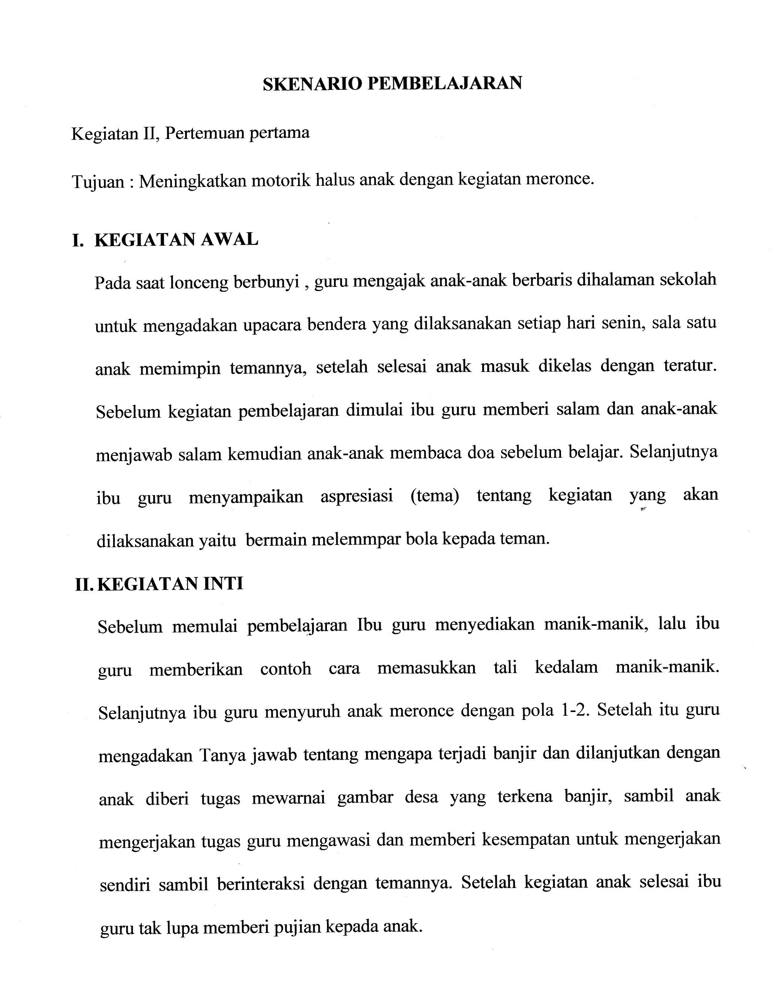 SKENARIO PEMBELAJARAN
Kegiatan II, Pertemuan pertama
Tujuan : Meningkatkan motorik halus anak dengan kegiatan meronce.
I. KEGIATAN AWAL
Pada saat lonceng berbunyi , guru mengajak anak-anak berbaris dihalaman sekolah
untuk mengadakan upacara bendera yang dilaksanakan setiap hari senin, sala satu
anak memimpin temannya, setelah selesai anak masuk dikelas dengan teratur.
Sebelum kegiatan pembelajaran dimulai ibu guru memberi salam dan anak-anak
menjawab salam kemudian anak-anak membaca doa sebelum belajar. Selanjutnya
ibu guru menyampaikan aspresiasi (tema) tentang kegiatan yang akan
dilaksanakan yaitu bermain melemmpar bola kepada teman.
II. KEGIATAN INTI
Sebelum memulai pembelajaran Ibu guru menyediakan manik-manik, lalu ibu
guru memberikan contoh cara memasukkan tali kedalam manik-manik.
Selanjutnya ibu guru menyuruh anak meronce dengan pola 1-2. Setelah itu guru
mengadakan Tanya jawab tentang mengapa terjadi banjir dan dilanjutkan dengan
anak diberi tugas mewarnai gambar desa yang terkena banjir, sambil anak
mengerjakan tugas guru mengawasi dan memberi kesempatan untuk mengerjakan
sendiri sambil berinteraksi dengan temannya. Setelah kegiatan anak selesai ibu
guru tak lupa memberi pujian kepada anak.